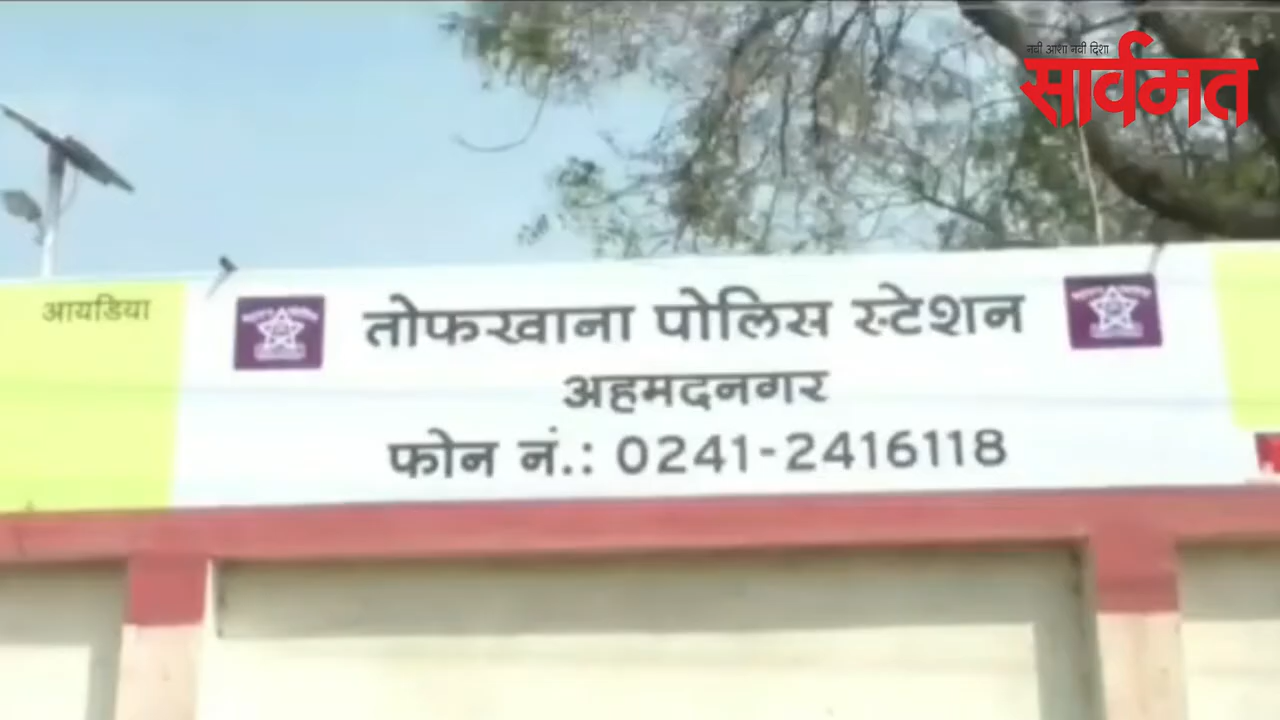 नवी आशा नवी दिशा
सार्वमत
आयडिया
तोफखाना पोलिस स्टेशन
अहमदनगर
फोन नं.: 0241-2416118